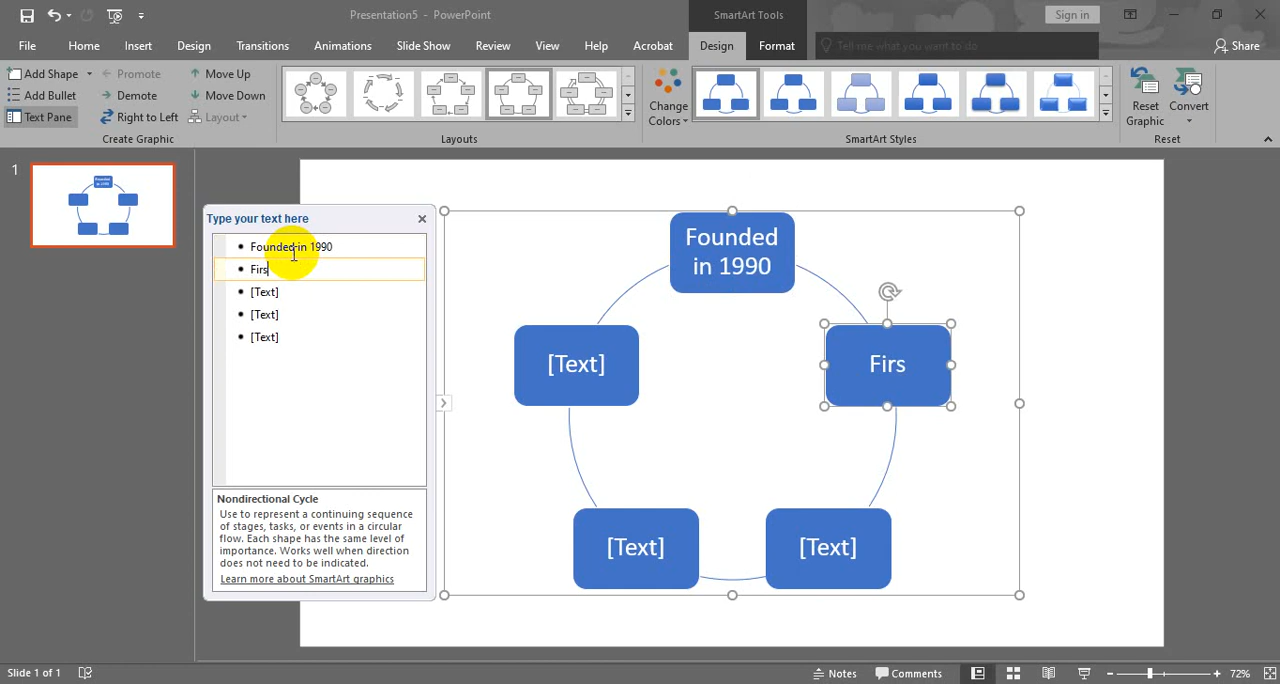 Presentation5 - PowerPoint
SmartArt Tools
Sign in
File Home Insert Design Transitions Animations Slide Show Review View Help Acrobat Design Format Tell me what you want to do Share
Add Shape Promote Move Up
Add Bullet Demote Move Down
Text Pane Right to Left Layout
Create Graphic
Layouts
Change
Colors
SmartArt Styles
Reset
Graphic
Convert
Reset
1
Founded
in 1990
Type your text here
Founded in 1990
Firs
[Text]
[Text]
[Text]
Nondirectional Cycle
Use to represent a continuing sequence
of stages, tasks, or events in a circular
flow. Each shape has the same level of
importance. Works well when direction
does not need to be indicated.
Learn more about SmartArt graphics
Founded
in 1990
[Text]
Firs
[Text]
[Text]
Slide 1 of 1
Notes Comments 72%